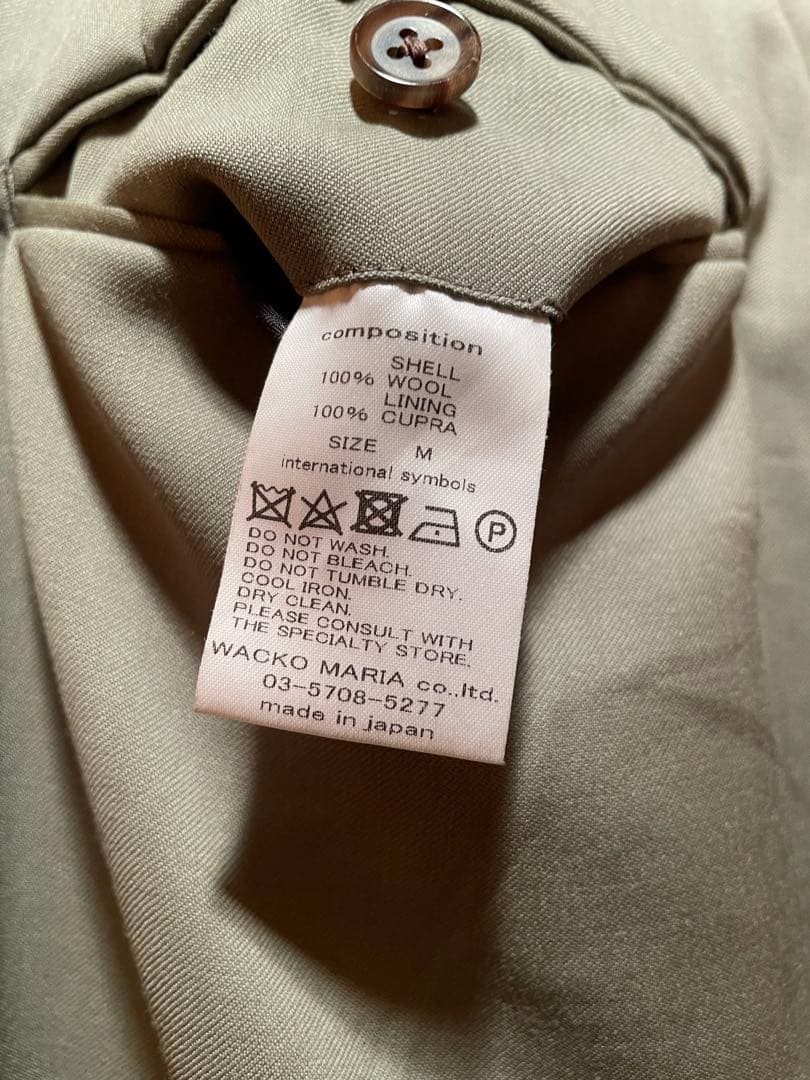 composition
SHELL
100% WOOL
LINING
100% CUPRA
SIZE M
international symbols
P
DO NOT WASH.
DO NOT BLEACH.
DO NOT TUMBLE DRY.
COOL IRON.
DRY CLEAN.
PLEASE CONSULT WITH
THE SPECIALTY STORE.
WACKO MARIA co.,ltd.
03-5708-5277
made in japan